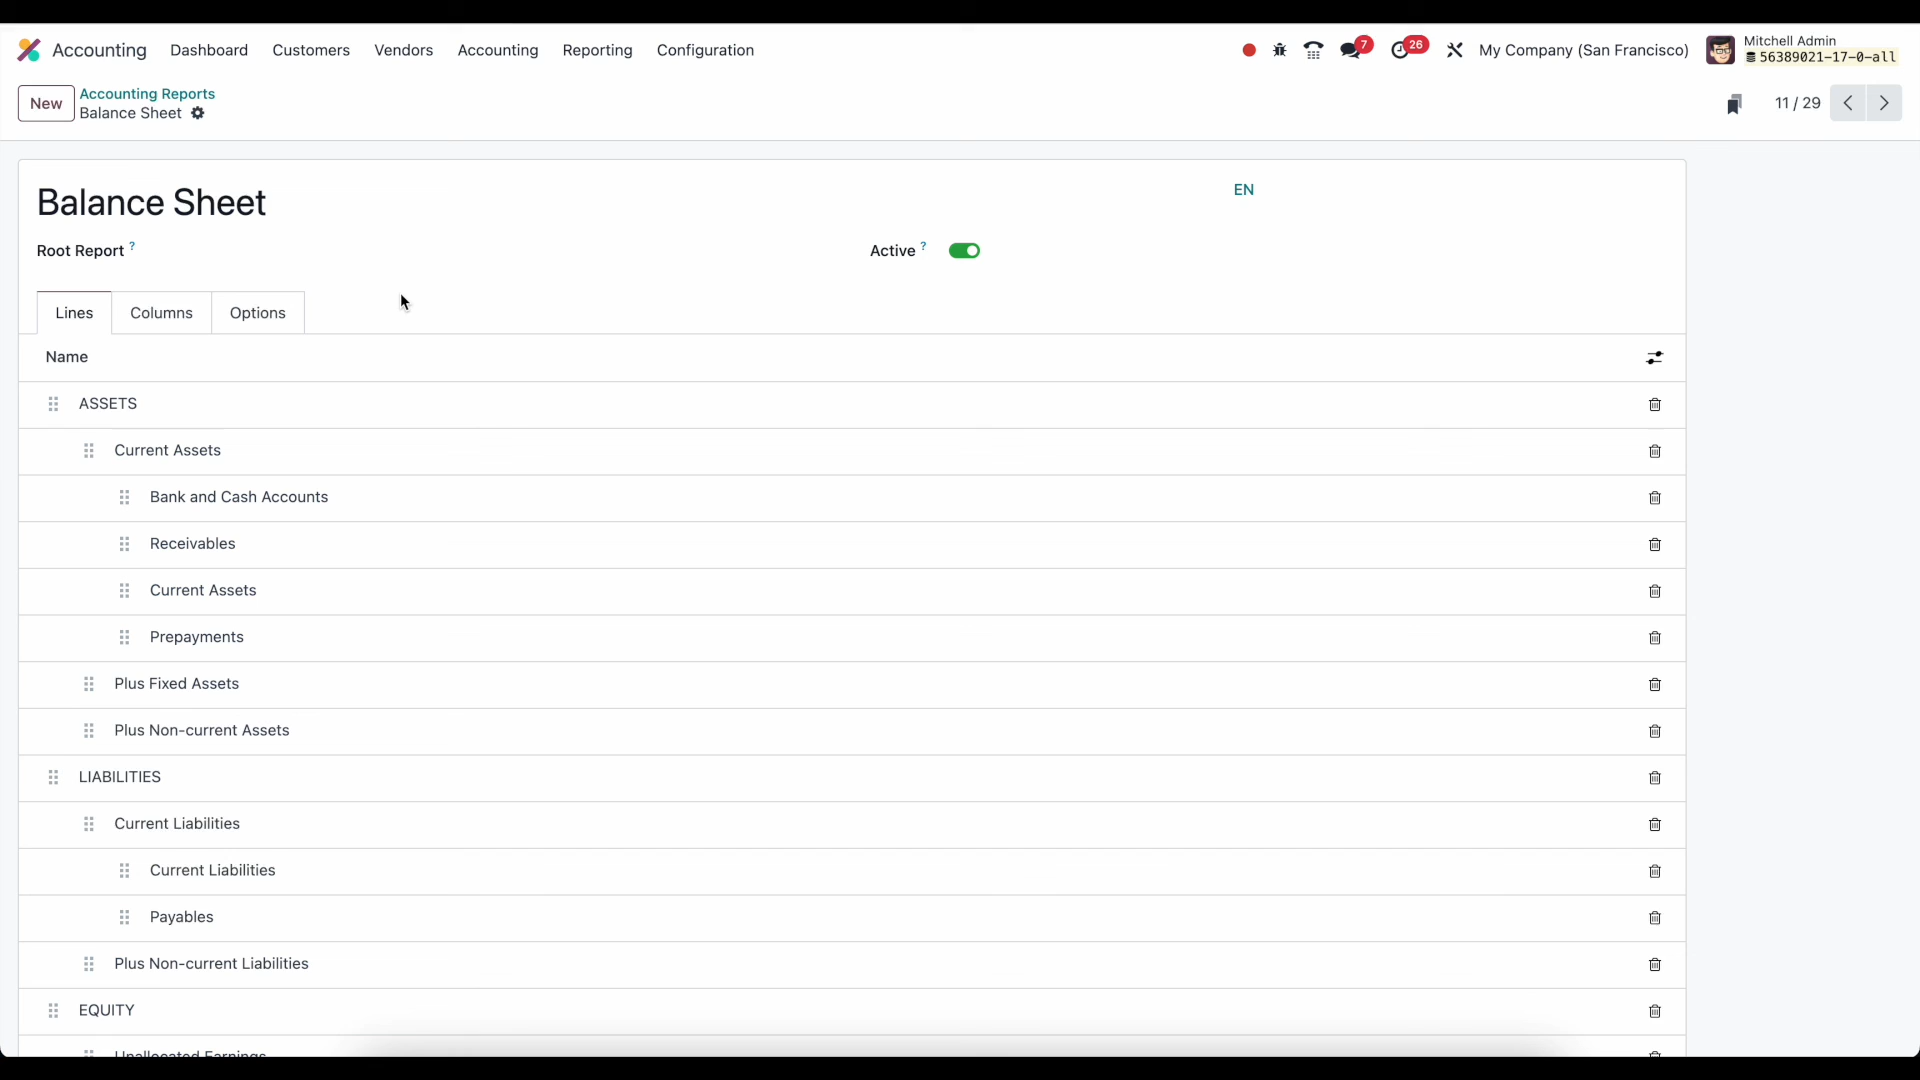 Accounting Dashboard Customers Vendors Accounting Reporting Configuration 7 26 My Company (San Francisco) Mitchell Admin
56389021-17-0-all
New Accounting Reports
Balance Sheet
11 / 29
Balance Sheet
EN
Root Report ? Active ?
Lines Columns Options
Name
ASSETS
Current Assets
Bank and Cash Accounts
Receivables
Current Assets
Prepayments
Plus Fixed Assets
Plus Non-current Assets
LIABILITIES
Current Liabilities
Current Liabilities
Payables
Plus Non-current Liabilities
EQUITY
Unallocated Earnings